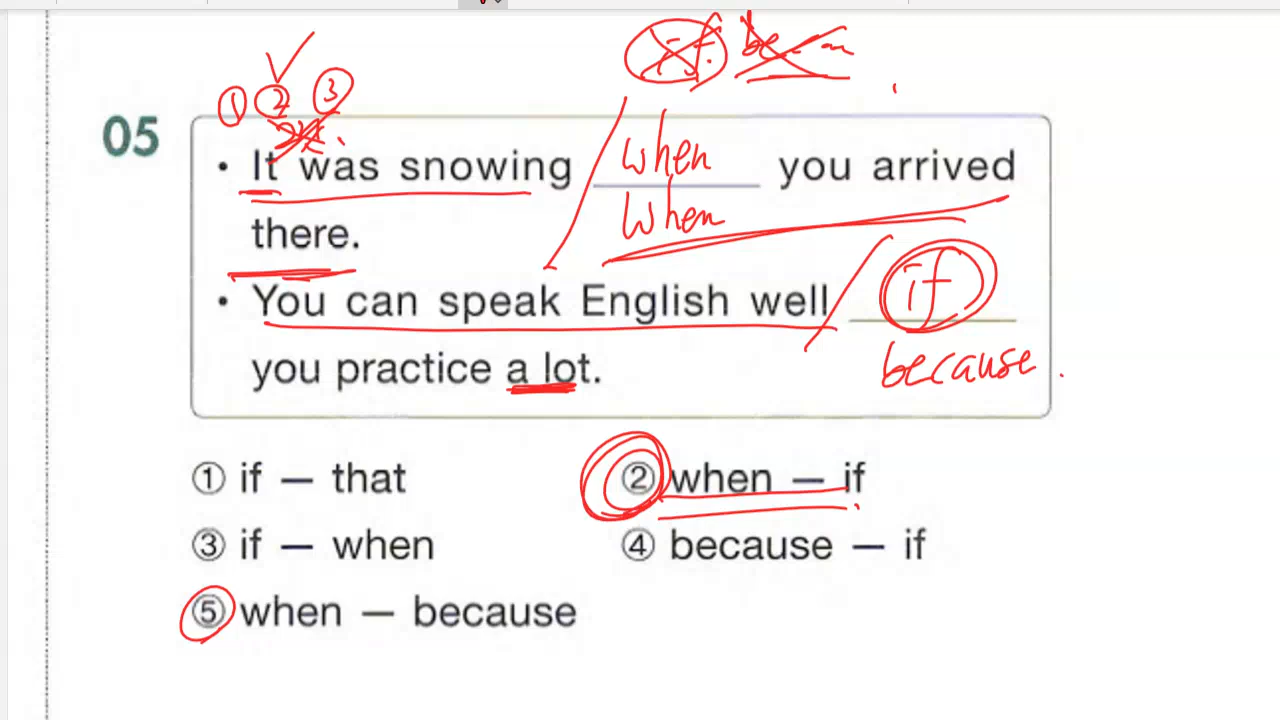 if.
① ② ③
05
• It was snowing when you arrived
when
there.
• You can speak English well if
you practice a lot.
because.
① if – that
② when – if
③ if – when
④ because – if
⑤ when – because